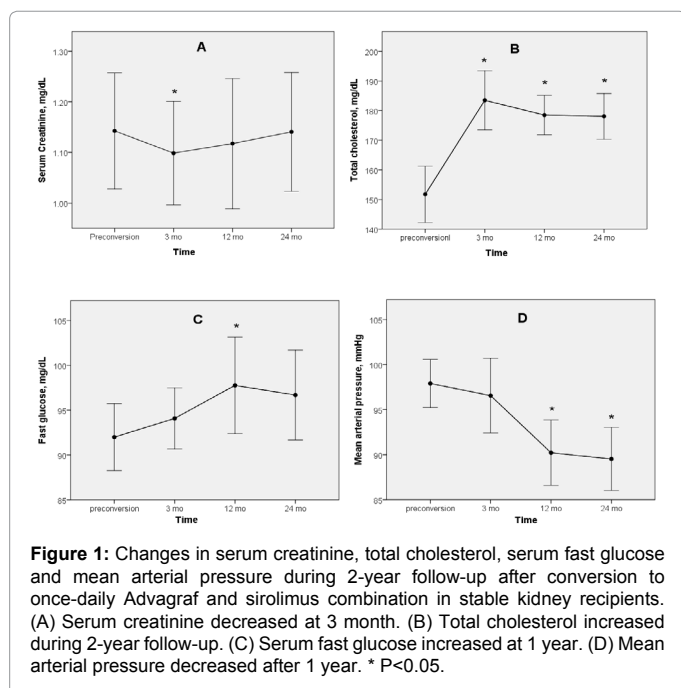 A
1.30
1.20
1.10
1.00
Serum Creatinine, mg/dL
Preconversion 3 mo 12 mo 24 mo
Time
*
B
200
190
180
170
160
150
140
Total cholesterol, mg/dL
preconversionl 3 mo 12 mo 24 mo
Time
* * *
C
105
100
95
90
85
Fast glucose, mg/dL
preconversion 3 mo 12 mo 24 mo
Time
*
D
105
100
95
90
85
Mean arterial pressure, mmHg
preconversion 3 mo 12 mo 24 mo
Time
* *
Figure 1: Changes in serum creatinine, total cholesterol, serum fast glucose
and mean arterial pressure during 2-year follow-up after conversion to
once-daily Advagraf and sirolimus combination in stable kidney recipients.
(A) Serum creatinine decreased at 3 month. (B) Total cholesterol increased
during 2-year follow-up. (C) Serum fast glucose increased at 1 year. (D) Mean
arterial pressure decreased after 1 year. * P<0.05.